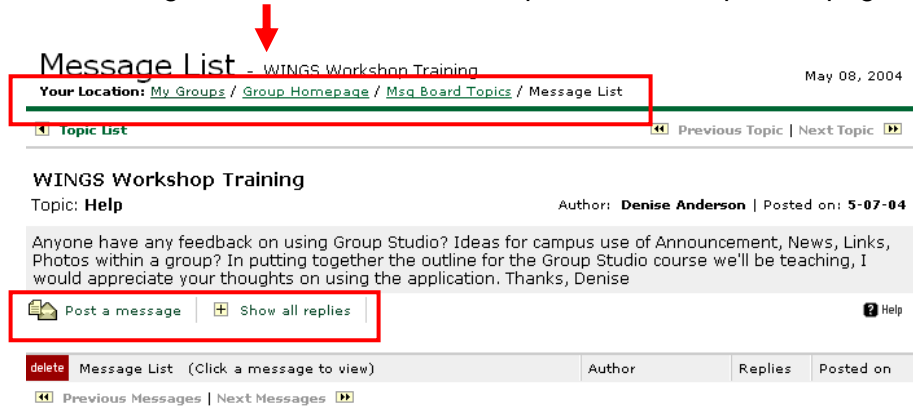 Message List - WINGS Workshop Training
May 08, 2004
Your Location: My Groups / Group Homepage / Msg Board Topics / Message List
Topic List
Previous Topic | Next Topic
WINGS Workshop Training
Topic: Help
Author: Denise Anderson | Posted on: 5-07-04
Anyone have any feedback on using Group Studio? Ideas for campus use of Announcement, News, Links,
Photos within a group? In putting together the outline for the Group Studio course we'll be teaching, I
would appreciate your thoughts on using the application. Thanks, Denise
Post a message
Show all replies
? Help
delete Message List (Click a message to view) Author Replies Posted on
Previous Messages | Next Messages